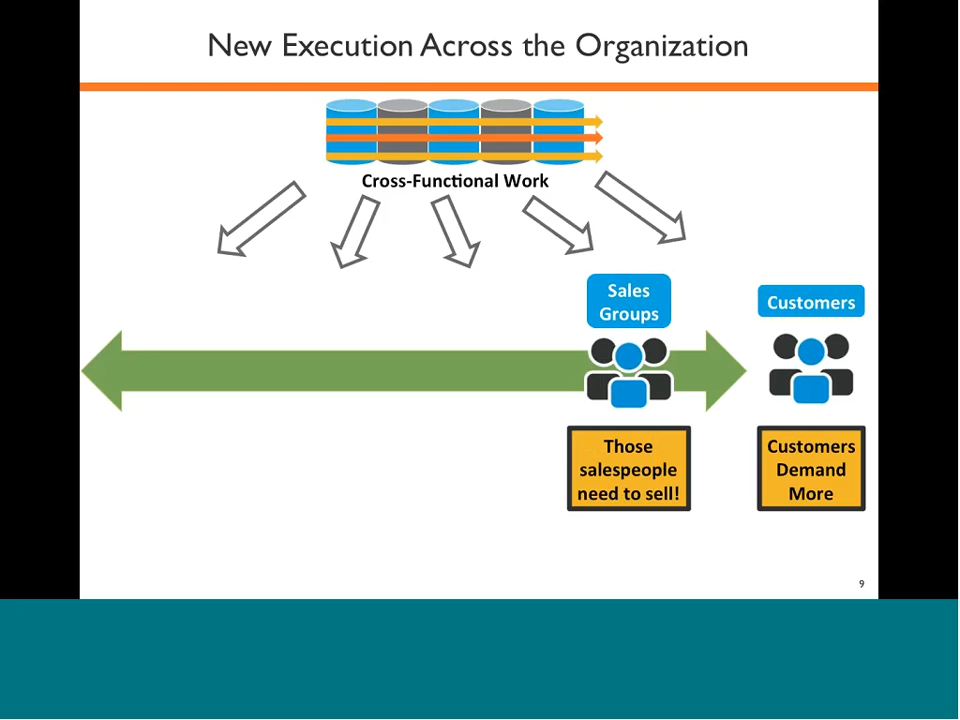 New Execution Across the Organization
Cross-Functional Work
Sales
Groups
Customers
Those
salespeople
need to sell!
Customers
Demand
More
9